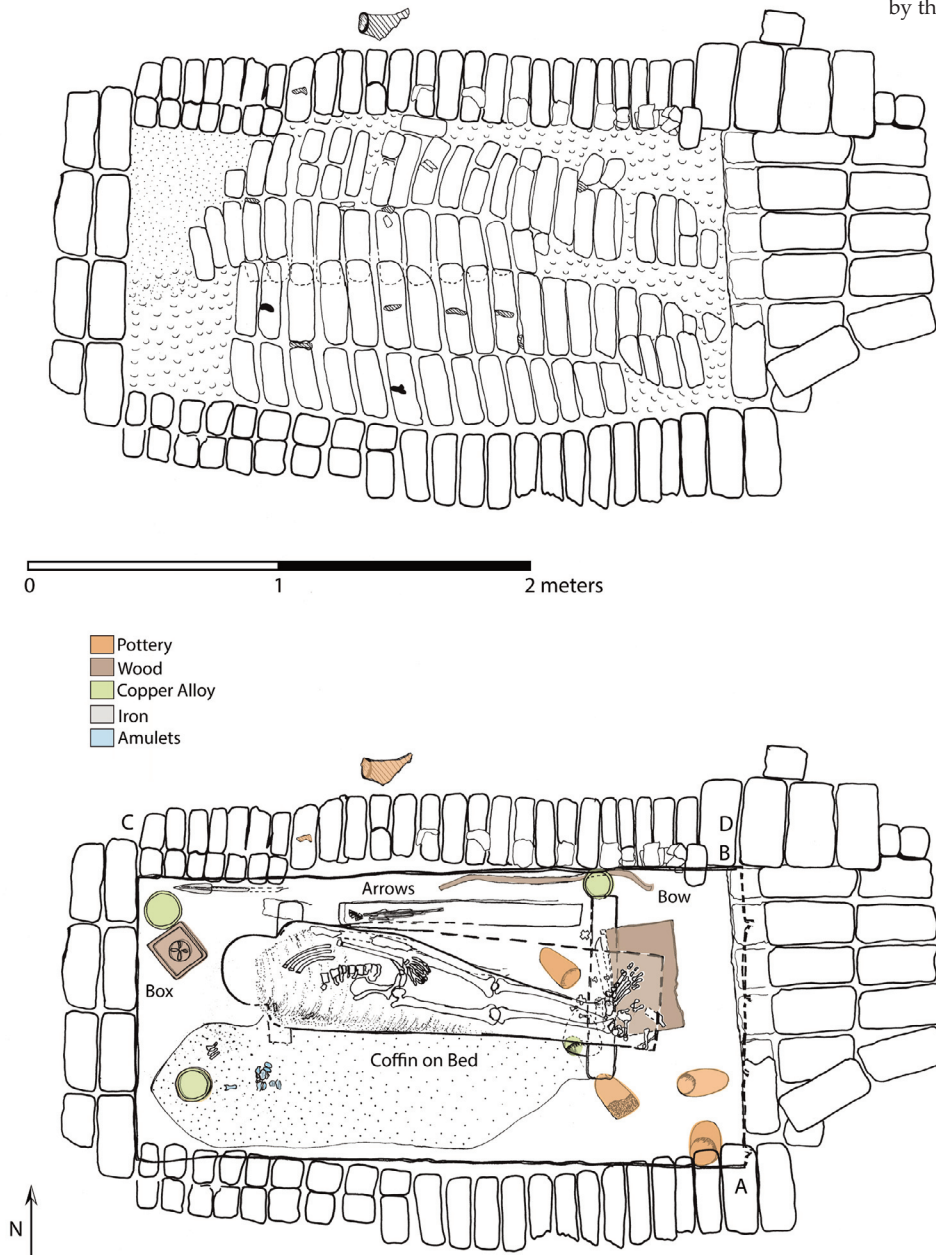 by th
0 1 2 meters
Pottery
Wood
Copper Alloy
Iron
Amulets
C
D
B
Arrows
Bow
Box
Coffin on Bed
A
N